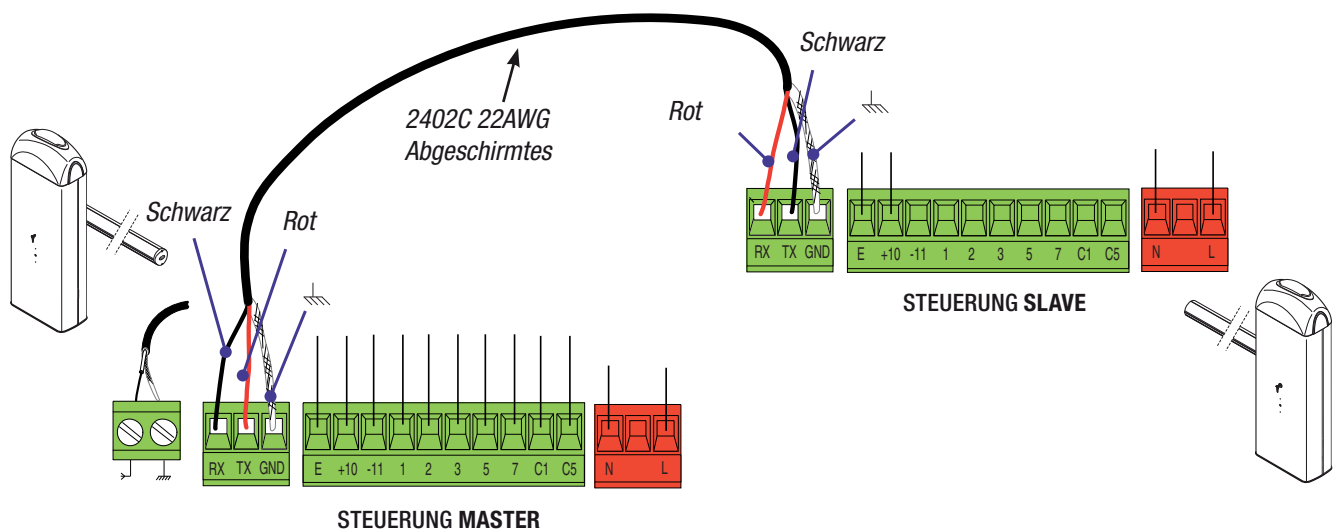 Schwarz
2402C 22AWG
Abgeschirmtes
Rot
RX TX GND
E +10 -11 1 2 3 5 7 C1 C5
N L
STEUERUNG SLAVE
Schwarz
Rot
RX TX GND
E +10 -11 1 2 3 5 7 C1 C5
N L
STEUERUNG MASTER